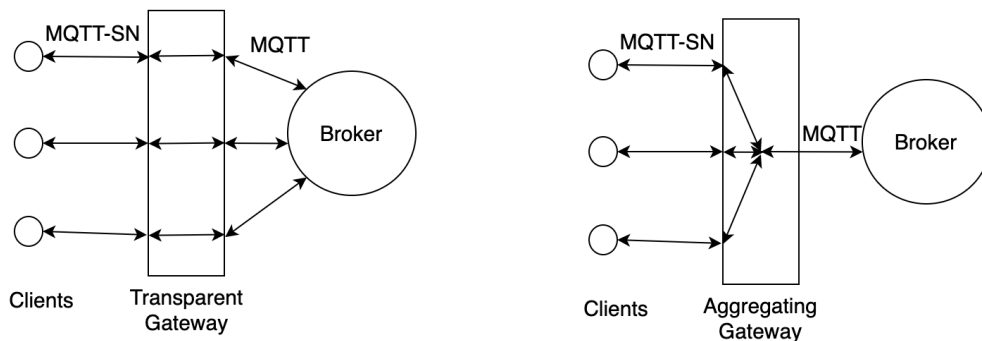 MQTT-SN
MQTT
Broker
Clients
Transparent
Gateway
MQTT-SN
MQTT
Broker
Clients
Aggregating
Gateway